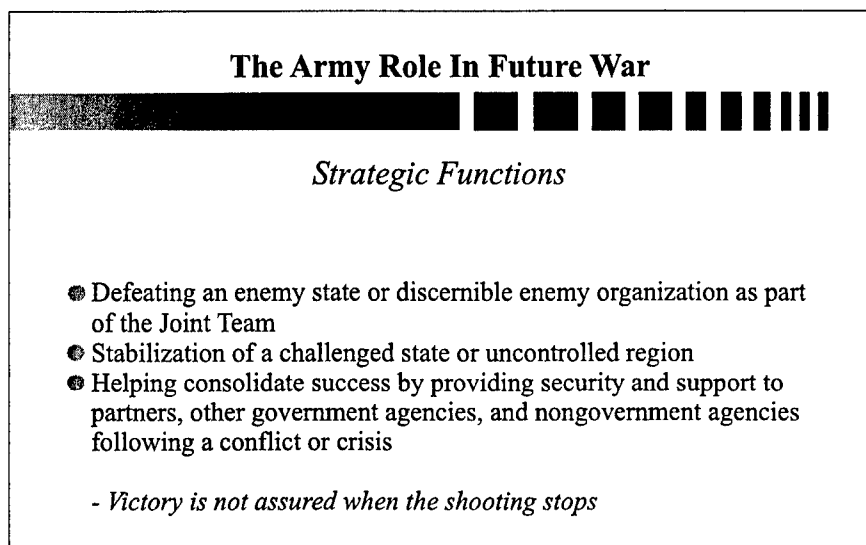 The Army Role In Future War
Strategic Functions
Defeating an enemy state or discernible enemy organization as part
of the Joint Team
Stabilization of a challenged state or uncontrolled region
Helping consolidate success by providing security and support to
partners, other government agencies, and nongovernment agencies
following a conflict or crisis
- Victory is not assured when the shooting stops